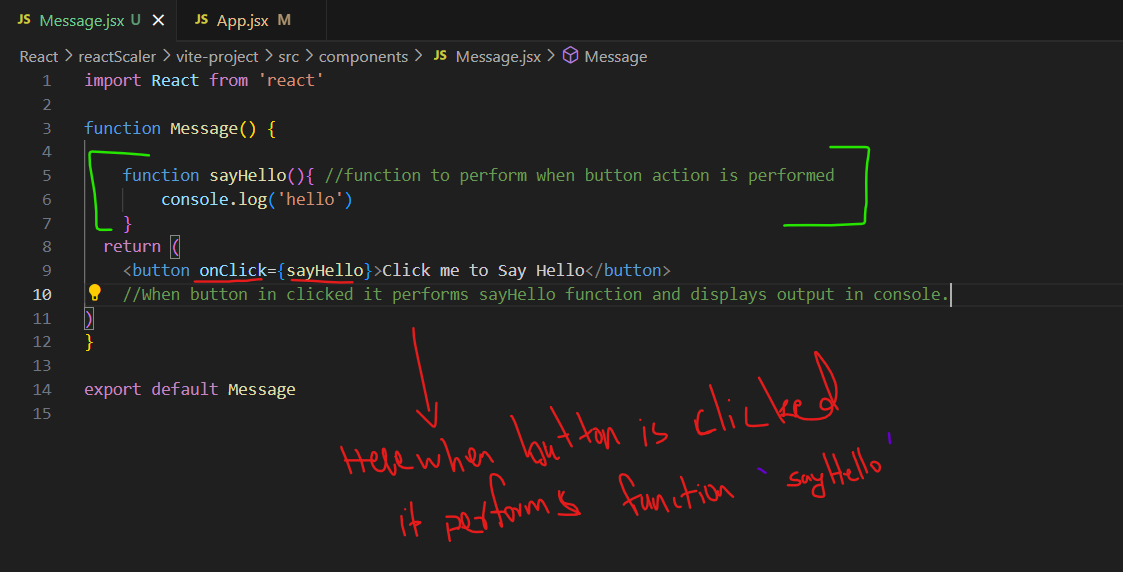 JS Message.jsx U × JS App.jsx M
React > reactScaler > vite-project > src > components > JS Message.jsx > Message
1 import React from 'react'
2
3 function Message() {
4
5 function sayHello(){ //function to perform when button action is performed
6 console.log('hello')
7 }
8 return (
9 <button onClick={sayHello}>Click me to Say Hello</button>
10 //When button in clicked it performs sayHello function and displays output in console.
11 )
12 }
13
14 export default Message
15
Here when button is clicked
it performs function 'sayHello'